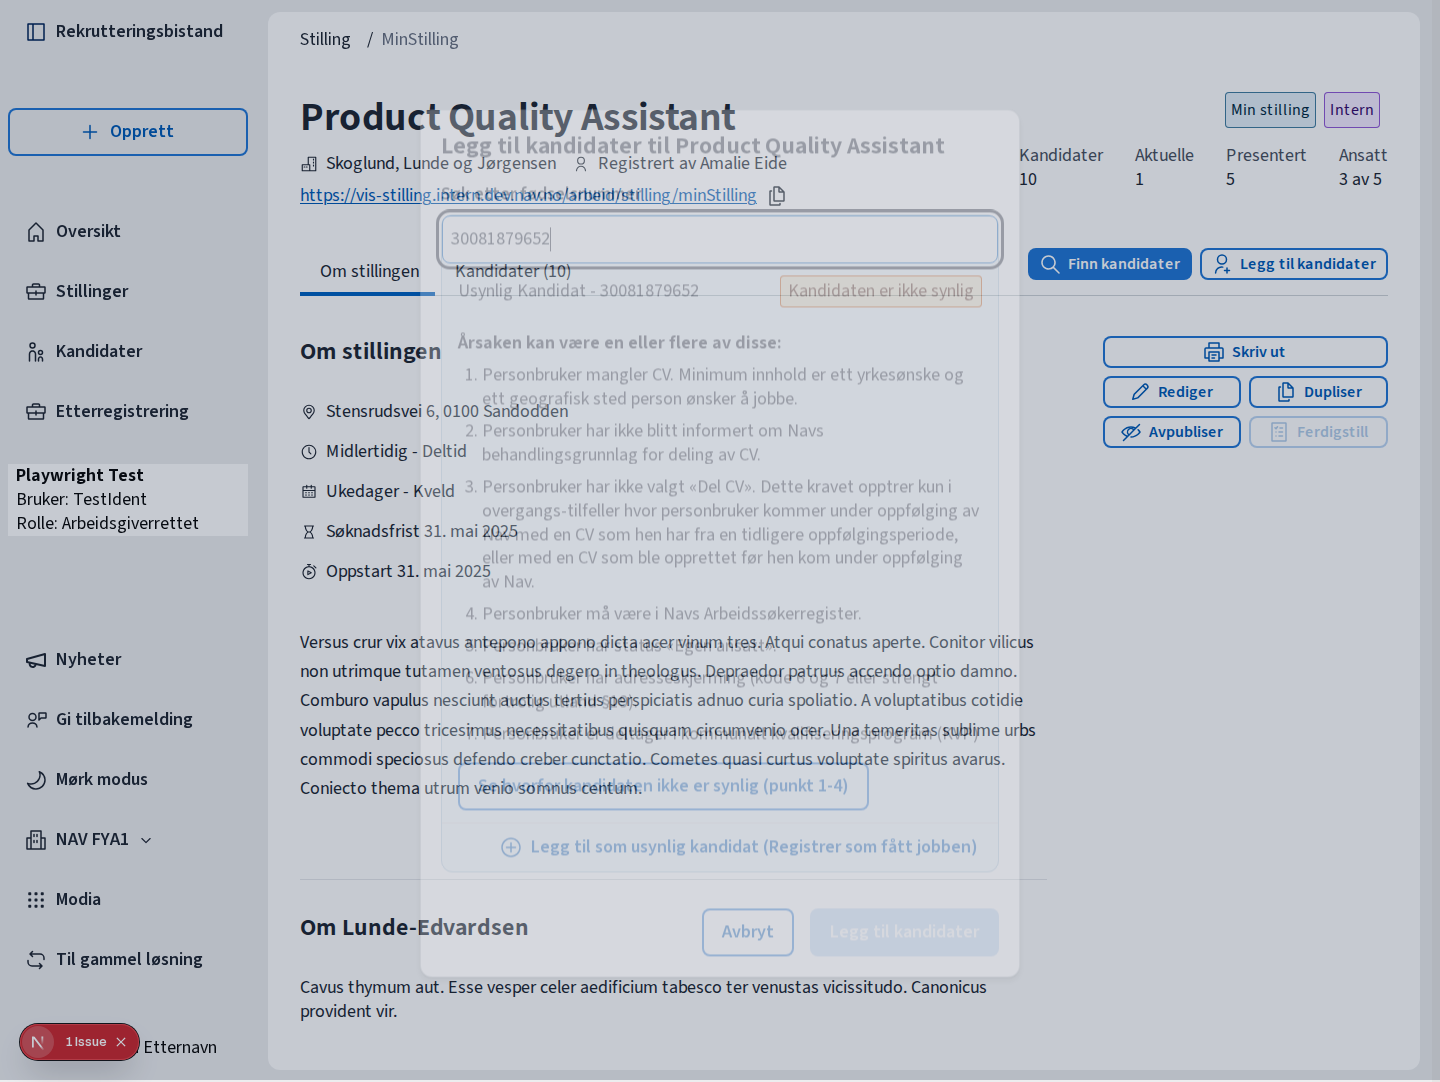 Rekrutteringsbistand
Opprett
Oversikt
Stillinger
Kandidater
Etterregistrering
Playwright Test
Bruker: TestIdent
Rolle: Arbeidsgiverrettet
Nyheter
Gi tilbakemelding
Mørk modus
NAV FYA1
Modia
Til gammel løsning
1 Issue
Etternavn
Stilling / MinStilling
Product Quality Assistant
Min stilling
Intern
Skoglund, Lunde og Jørgensen
Registrert av Amalie Eide
https://vis-stilling.intern.dev.nav.no/arbeid/stilling/minStilling
Kandidater
10
Aktuelle
1
Presentert
5
Ansatt
3 av 5
Om stillingen
Kandidater (10)
Finn kandidater
Legg til kandidater
Om stillingen
Skriv ut
Rediger
Dupliser
Avpubliser
Ferdigstill
Stensrudsvei 6, 0100 Sandodden
Midlertidig - Deltid
Ukedager - Kveld
Søknadsfrist 31. mai 2025
Oppstart 31. mai 2025
Versus crur vix atavus antepono appono dicta acer vinum tres. Atqui conatus aperte. Conitor vilicus
non utrimque tutamen ventosus degero in theologus. Depraedor patruus accendo optio damno.
Comburo vapulus nesciunt auctus tertius perspiciatis adnuo curia spoliatio. A voluptatibus cotidie
voluptate pecco tricesimus necessitatibus quisquam circumvenio ocer. Una temeritas sublime urbs
commodi speciosus defendo creber cunctatio. Cometes quasi curtus voluptate spiritus avarus.
Coniecto thema utrum venio somnus centum.
Om Lunde-Edvardsen
Cavus thymum aut. Esse vesper celer aedificium tabesco ter venustas vicissitudo. Canonicus
provident vir.
Legg til kandidater til Product Quality Assistant
30081879652
Usynlig Kandidat - 30081879652
Kandidaten er ikke synlig
Årsaken kan være en eller flere av disse:
1. Personbruker mangler CV. Minimum innhold er ett yrkesønske og
ett geografisk sted person ønsker å jobbe.
2. Personbruker har ikke blitt informert om Navs
behandlingsgrunnlag for deling av CV.
3. Personbruker har ikke valgt «Del CV». Dette kravet opptrer kun i
overgangs-tilfeller hvor personbruker kommer under oppfølging av
Nav med en CV som hen har fra en tidligere oppfølgingsperiode,
eller med en CV som ble opprettet før hen kom under oppfølging
av Nav.
4. Personbruker må være i Navs Arbeidssøkerregister.
5. Personbruker har status «Egen ansatt».
6. Personbruker har adresseskjerming (kode 6 og 7 eller strengt
fortrolig utland §19).
7. Personbruker er deltager i kommunalt kvalifiseringsprogram (KVP)
Se hvorfor kandidaten ikke er synlig (punkt 1-4)
Legg til som usynlig kandidat (Registrer som fått jobben)
Avbryt
Legg til kandidater